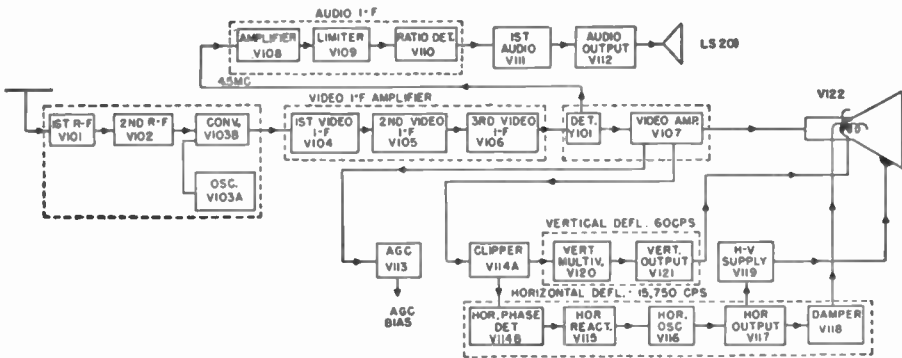 AUDIO I-F
AMPLIFIER
V108
LIMITER
V109
RATIO DET.
V110
1ST
AUDIO
V111
AUDIO
OUTPUT
V112
LS201
4.5MC
VIDEO I-F AMPLIFIER
V122
1ST R-F
V101
2ND R-F
V102
CONV.
V103B
1ST VIDEO
I-F
V104
2ND VIDEO
I-F
V105
3RD VIDEO
I-F
V106
DET.
V101
VIDEO AMP.
V107
OSC.
V103A
VERTICAL DEFL. 60CPS
AGC
V113
CLIPPER
V114A
VERT
MULTIV.
V120
VERT.
OUTPUT
V121
H-V
SUPPLY
V119
HORIZONTAL DEFL. 15,750 CPS
AGC
BIAS
HOR. PHASE
DET
V114B
HOR
REACT.
V115
HOR.
OSC
V116
HOR
OUTPUT
V117
DAMPER
V118